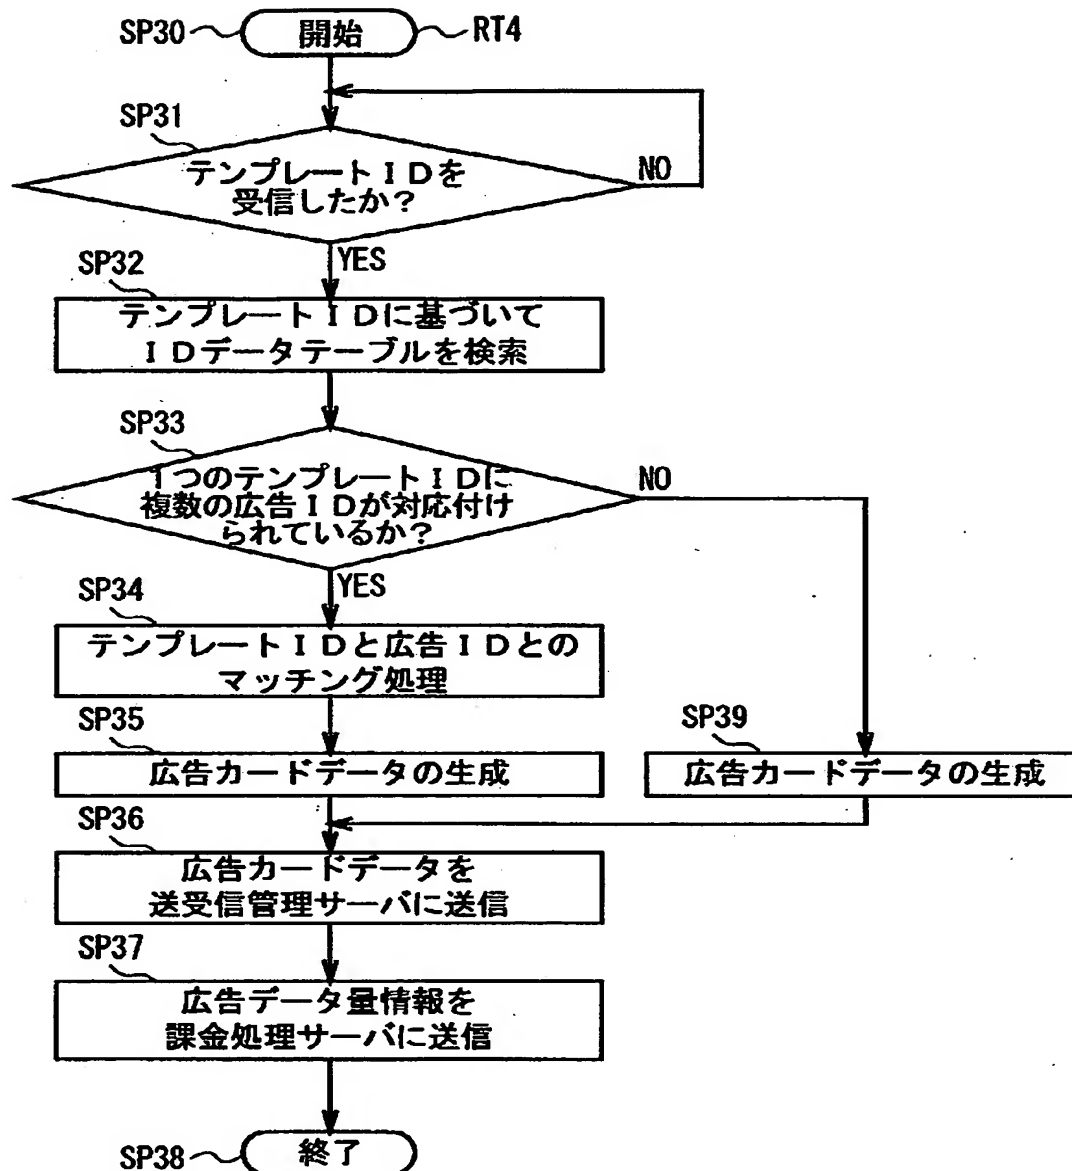 SP30
開始
RT4
SP31
テンプレートＩＤを
受信したか？
NO
YES
SP32
テンプレートＩＤに基づいて
ＩＤデータテーブルを検索
SP33
１つのテンプレートＩＤに
複数の広告ＩＤが対応付け
られているか？
NO
YES
SP34
テンプレートＩＤと広告ＩＤとの
マッチング処理
SP35
広告カードデータの生成
SP39
広告カードデータの生成
SP36
広告カードデータを
送受信管理サーバに送信
SP37
広告データ量情報を
課金処理サーバに送信
SP38
終了